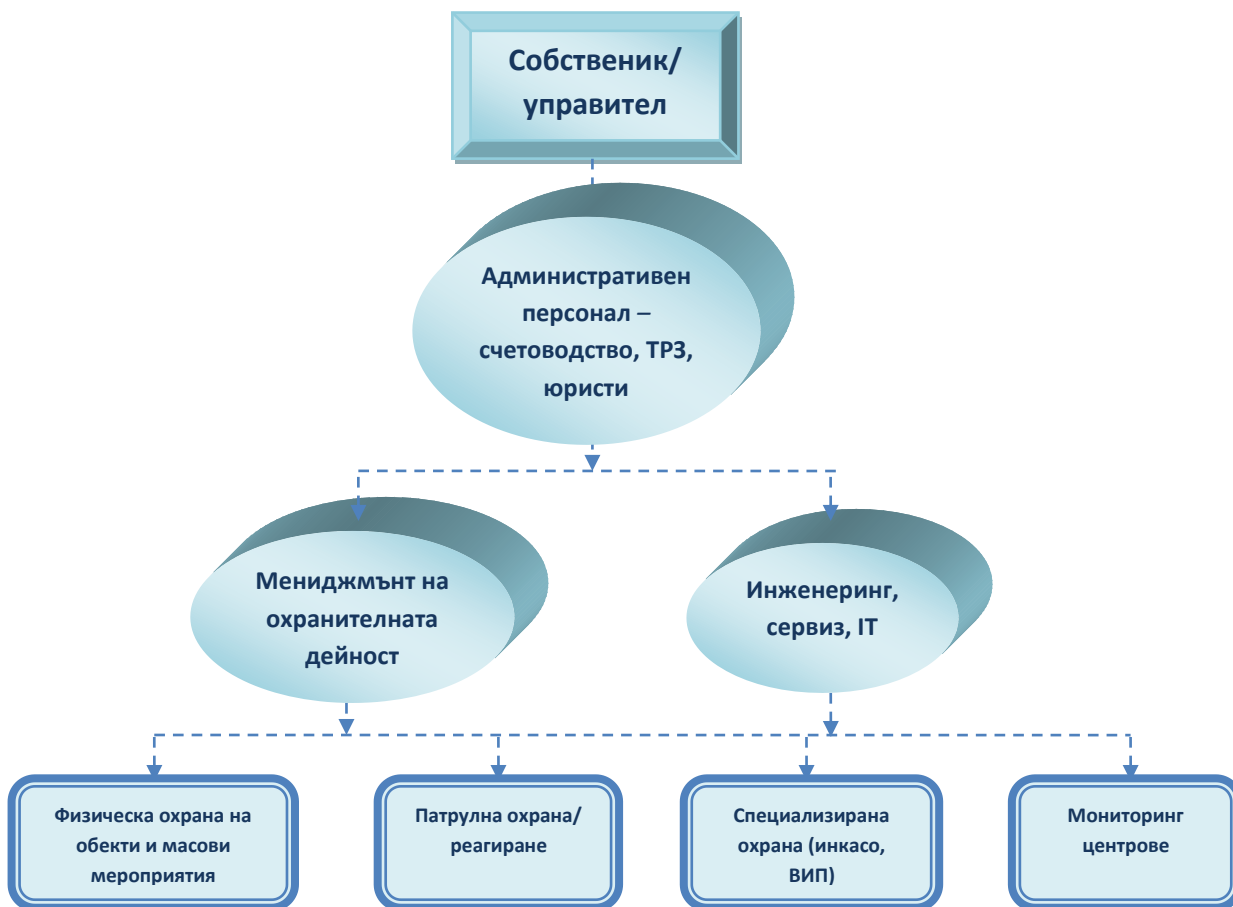 Собственик/
управител
Административен
персонал –
счетоводство, ТРЗ,
юристи
Мениджмънт на
охранителната
дейност
Инженеринг,
сервиз, IT
Физическа охрана на
обекти и масови
мероприятия
Патрулна охрана/
реагиране
Специализирана
охрана (инкасо,
ВИП)
Мониторинг
центрове